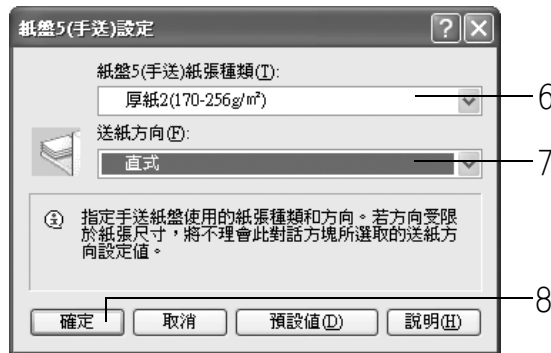 紙盤5(手送)設定
紙盤5(手送)紙張種類(T):
厚紙2(170-256g/m²)
6
送紙方向(F):
直式
7
指定手送紙盤使用的紙張種類和方向。若方向受限
於紙張尺寸，將不理會此對話方塊所選取的送紙方
向設定值。
確定 取消 預設值(D) 說明(H)
8